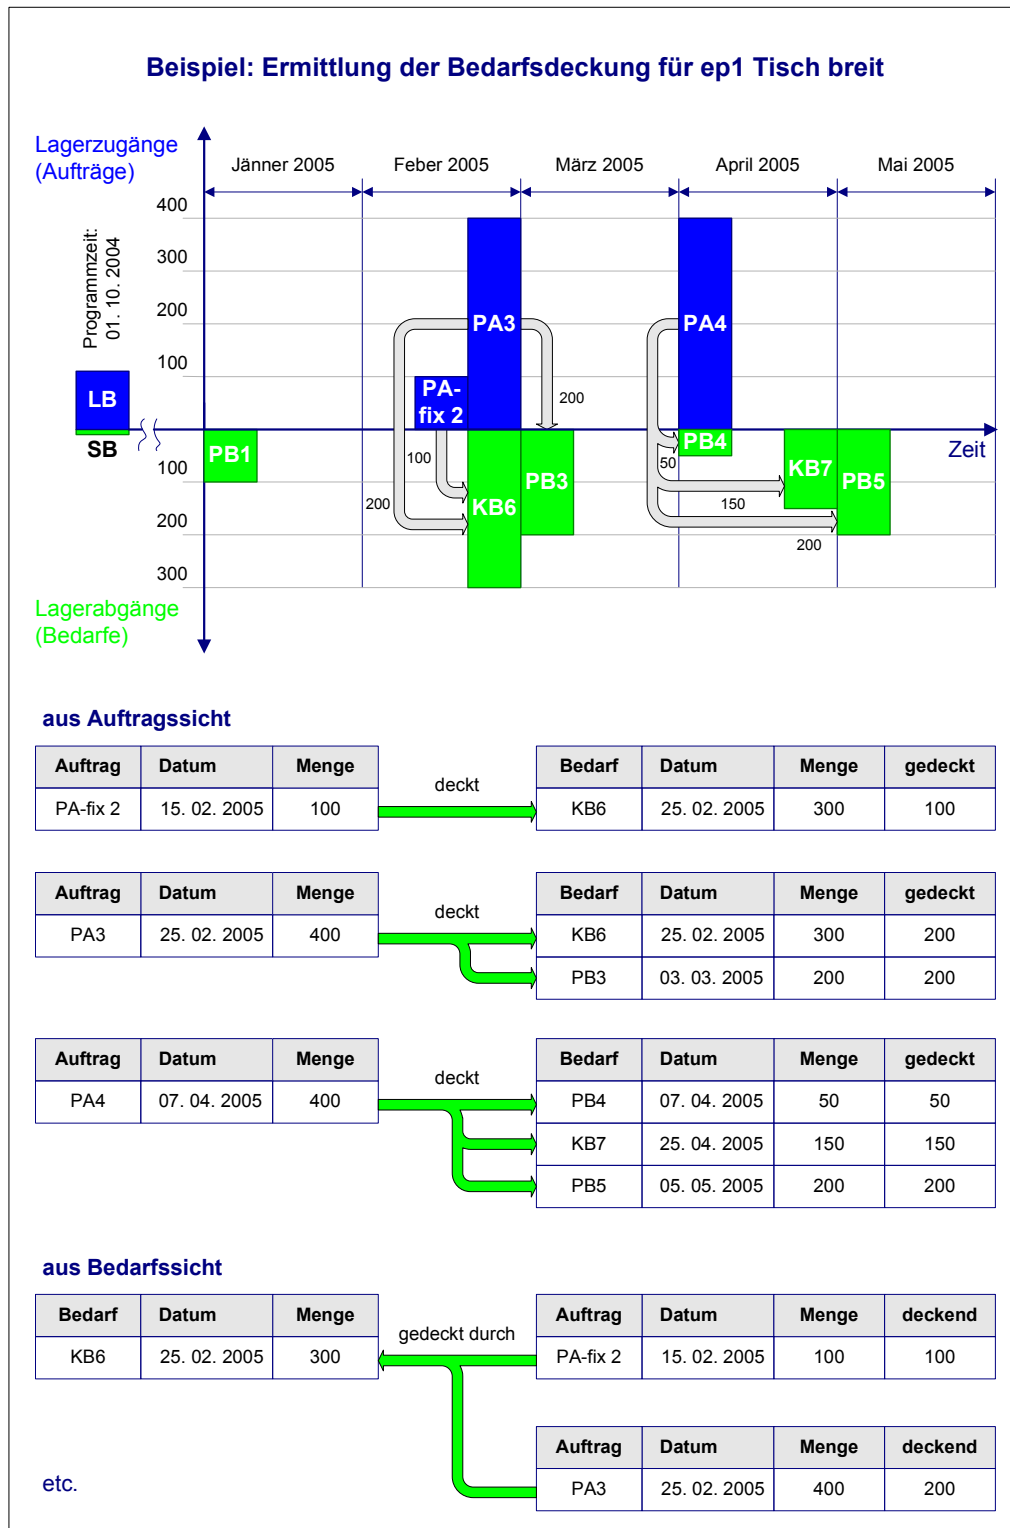 Beispiel: Ermittlung der Bedarfsdeckung für ep1 Tisch breit
Lagerzugänge
(Aufträge)
Jänner 2005 Feber 2005 März 2005 April 2005 Mai 2005
400
300
200
100
Programmzeit:
01. 10. 2004
LB
SB
PA3
PA4
PA-
fix 2
200
PB1
PB4
Zeit
100
100
50
KB7
PB3
PB5
KB6
200
150
200
200
300
Lagerabgänge
(Bedarfe)
aus Auftragssicht
Auftrag Datum Menge deckt Bedarf Datum Menge gedeckt
PA-fix 2 15. 02. 2005 100 KB6 25. 02. 2005 300 100
Auftrag Datum Menge deckt Bedarf Datum Menge gedeckt
PA3 25. 02. 2005 400 KB6 25. 02. 2005 300 200
PB3 03. 03. 2005 200 200
Auftrag Datum Menge deckt Bedarf Datum Menge gedeckt
PA4 07. 04. 2005 400 PB4 07. 04. 2005 50 50
KB7 25. 04. 2005 150 150
PB5 05. 05. 2005 200 200
aus Bedarfssicht
Bedarf Datum Menge gedeckt durch Auftrag Datum Menge deckend
KB6 25. 02. 2005 300 PA-fix 2 15. 02. 2005 100 100
Auftrag Datum Menge deckend
etc. PA3 25. 02. 2005 400 200